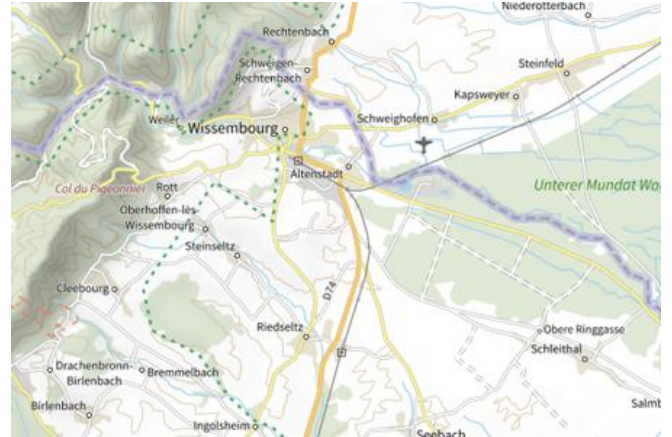 Niederotterbach
Rechtenbach
Schweigen-
Rechtenbach
Steinfeld
Kapsweyer
Weiler
Wissembourg
Schweighofen
Altenstadt
Col du Pigeonnier
Rott
Unterer Mundat Wa
Oberhoffen-lès
Wissembourg
Steinseltz
Cleebourg
D74
Riedseltz
Obere Ringgasse
Schleithal
Drachenbronn-
Birlenbach
Bremmelbach
Birlenbach
Salmb
Ingolsheim
Seebach